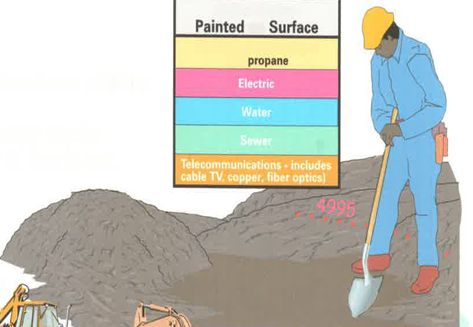 Painted Surface
propane
Electric
Water
Sewer
Telecommunications - includes
cable TV, copper, fiber optics)
4995